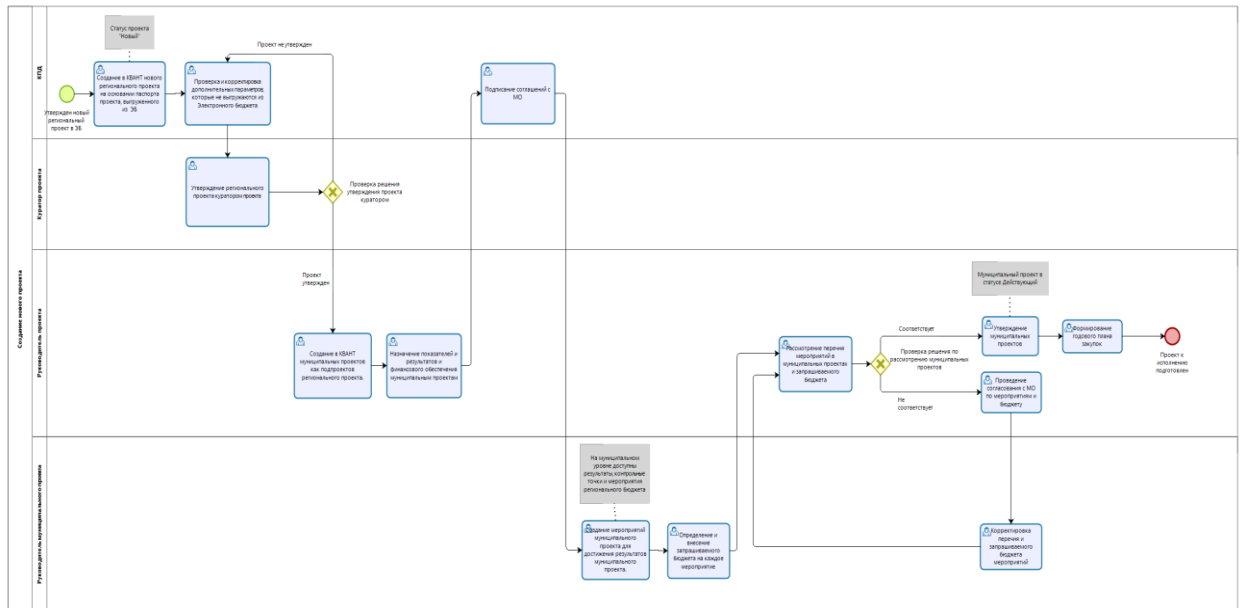 Создание нового проекта
КПД
Статус проекта
"Новый"
Утвержден новый
региональный
проект в ЭБ
Создание в КВАНТ нового
регионального проекта
на основании паспорта
проекта, выгруженного
из ЭБ
Проверка и корректировка
дополнительных параметров,
которые не выгружаются из
Электронного бюджета
Проект не утвержден
Подписание соглашений с
МО
Куратор проекта
Утверждение регионального
проекта куратором проекта
Проверка решения
утверждения проекта
куратором
Руководитель проекта
Проект
утвержден
Создание в КВАНТ
муниципальных проектов
как подпроектов
регионального проекта.
Назначение показателей и
результатов и
финансового обеспечения
муниципальным проектам
Рассмотрение перечня
мероприятий в
муниципальных проектах
и запрашиваемого
бюджета
Соответствует
Проверка решения по
рассмотрению муниципальных
проектов
Не
соответствует
Муниципальный проект в
статусе Действующий
Утверждение
муниципальных
проектов
Формирование
годового плана
закупок
Проект к
исполнению
подготовлен
Проведение
согласования с МО
по мероприятиям и
бюджету
Руководитель муниципального проекта
На муниципальном
уровне доступны
результаты, контрольные
точки и мероприятия
регионального бюджета
Создание мероприятий
муниципального
проекта для
достижения результатов
муниципального
проекта.
Определение и
внесение
запрашиваемого
бюджета на каждое
мероприятие
Корректировка
перечня и
запрашиваемого
бюджета
мероприятий